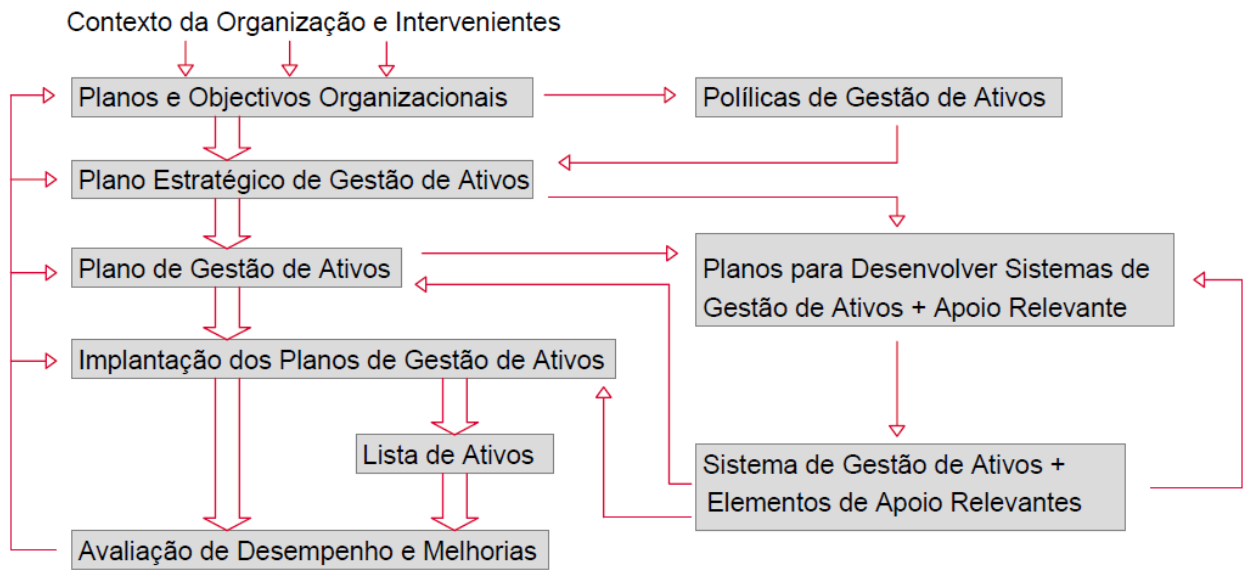 Contexto da Organização e Intervenientes
Planos e Objectivos Organizacionais
Polílicas de Gestão de Ativos
Plano Estratégico de Gestão de Ativos
Plano de Gestão de Ativos
Planos para Desenvolver Sistemas de
Gestão de Ativos + Apoio Relevante
Implantação dos Planos de Gestão de Ativos
Lista de Ativos
Sistema de Gestão de Ativos +
Elementos de Apoio Relevantes
Avaliação de Desempenho e Melhorias